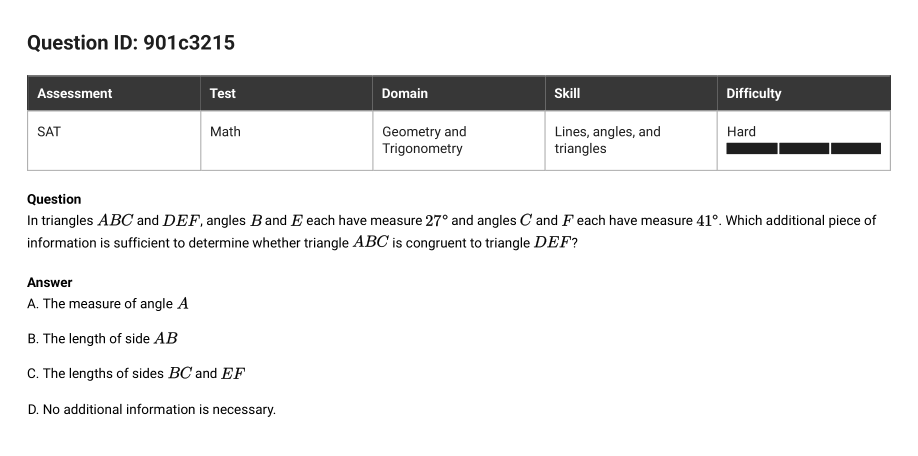 Question ID: 901c3215
Assessment Test Domain Skill Difficulty
SAT Math Geometry and Trigonometry Lines, angles, and triangles Hard
Question
In triangles ABC and DEF, angles B and E each have measure 27° and angles C and F each have measure 41°. Which additional piece of
information is sufficient to determine whether triangle ABC is congruent to triangle DEF?
Answer
A. The measure of angle A
B. The length of side AB
C. The lengths of sides BC and EF
D. No additional information is necessary.